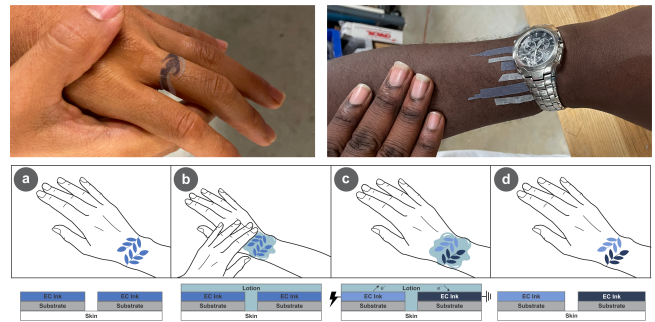 a
b
c
d
Lotion
Lotion e⁻ e⁻
EC Ink EC Ink EC Ink EC Ink EC Ink EC Ink EC Ink EC Ink
Substrate Substrate Substrate Substrate Substrate Substrate Substrate Substrate
Skin Skin Skin Skin